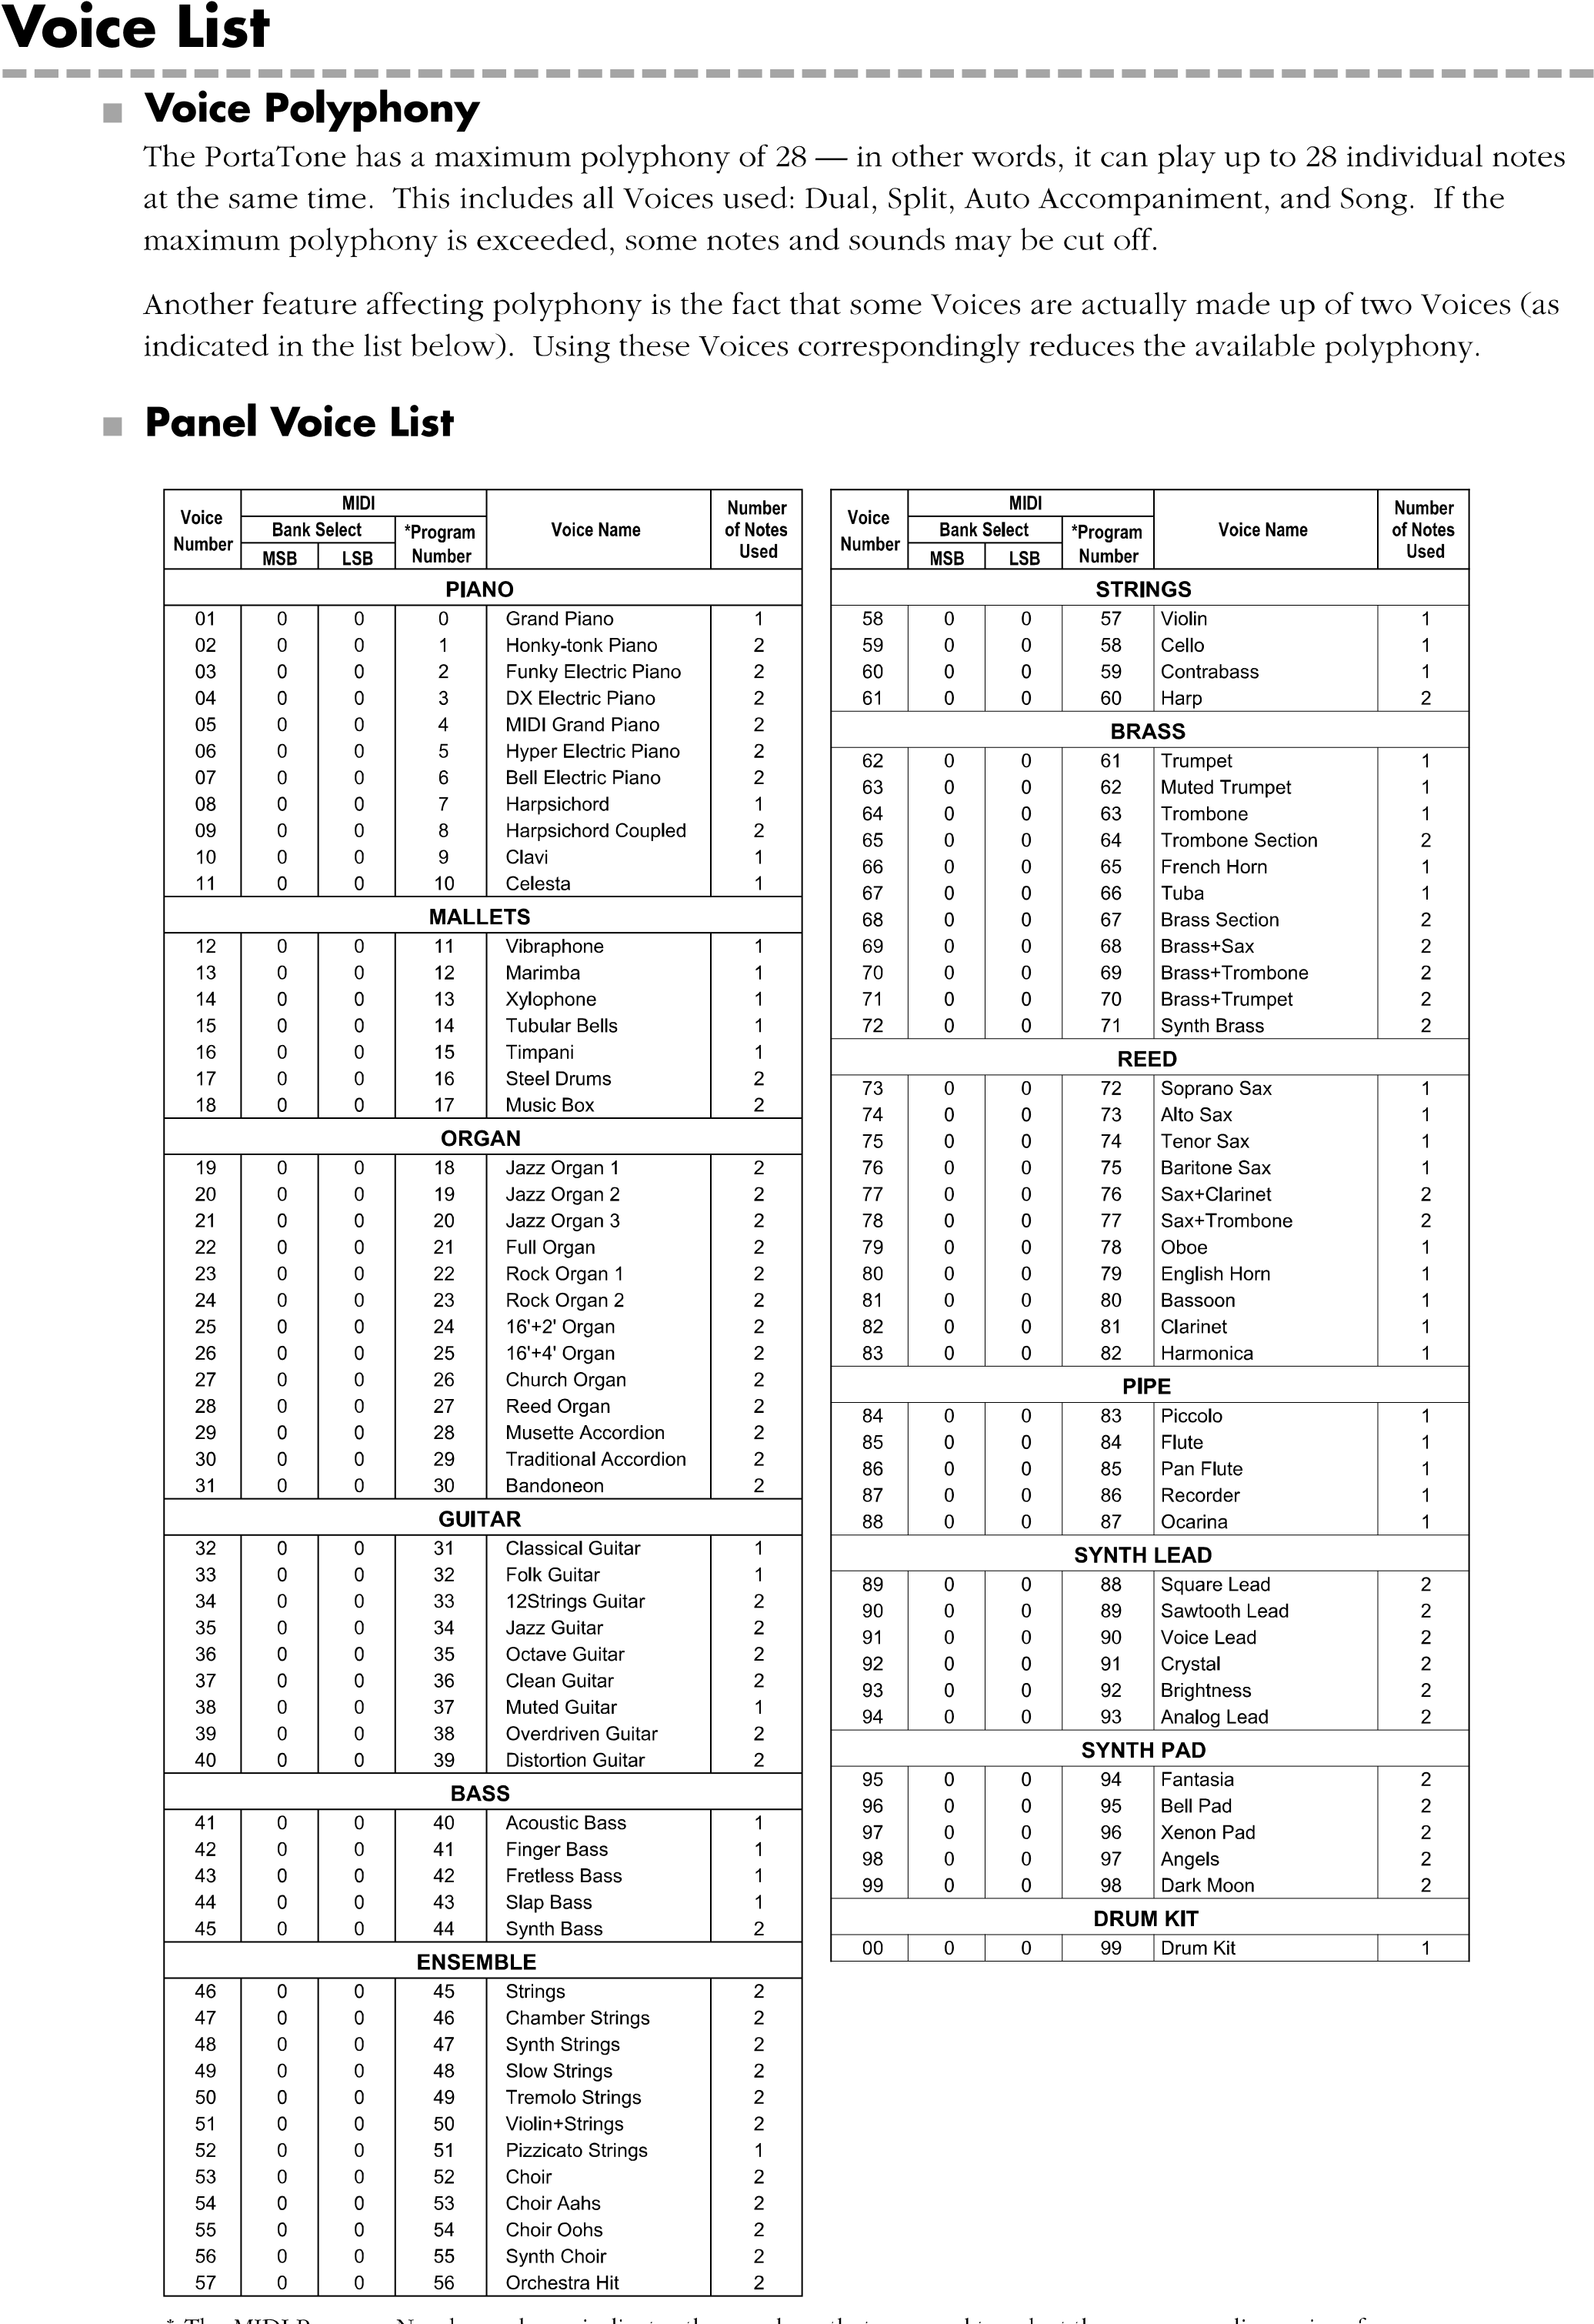 Voice List
Voice Polyphony
The PortaTone has a maximum polyphony of 28 — in other words, it can play up to 28 individual notes
at the same time. This includes all Voices used: Dual, Split, Auto Accompaniment, and Song. If the
maximum polyphony is exceeded, some notes and sounds may be cut off.
Another feature affecting polyphony is the fact that some Voices are actually made up of two Voices (as
indicated in the list below). Using these Voices correspondingly reduces the available polyphony.
Panel Voice List
Voice Number MIDI Bank Select MSB LSB *Program Number Voice Name Number of Notes Used
PIANO
01 0 0 0 Grand Piano 1
02 0 0 1 Honky-tonk Piano 2
03 0 0 2 Funky Electric Piano 2
04 0 0 3 DX Electric Piano 2
05 0 0 4 MIDI Grand Piano 2
06 0 0 5 Hyper Electric Piano 2
07 0 0 6 Bell Electric Piano 2
08 0 0 7 Harpsichord 1
09 0 0 8 Harpsichord Coupled 2
10 0 0 9 Clavi 1
11 0 0 10 Celesta 1
MALLETS
12 0 0 11 Vibraphone 1
13 0 0 12 Marimba 1
14 0 0 13 Xylophone 1
15 0 0 14 Tubular Bells 1
16 0 0 15 Timpani 1
17 0 0 16 Steel Drums 2
18 0 0 17 Music Box 2
ORGAN
19 0 0 18 Jazz Organ 1 2
20 0 0 19 Jazz Organ 2 2
21 0 0 20 Jazz Organ 3 2
22 0 0 21 Full Organ 2
23 0 0 22 Rock Organ 1 2
24 0 0 23 Rock Organ 2 2
25 0 0 24 16'+2' Organ 2
26 0 0 25 16'+4' Organ 2
27 0 0 26 Church Organ 2
28 0 0 27 Reed Organ 2
29 0 0 28 Musette Accordion 2
30 0 0 29 Traditional Accordion 2
31 0 0 30 Bandoneon 2
GUITAR
32 0 0 31 Classical Guitar 1
33 0 0 32 Folk Guitar 1
34 0 0 33 12Strings Guitar 2
35 0 0 34 Jazz Guitar 2
36 0 0 35 Octave Guitar 2
37 0 0 36 Clean Guitar 2
38 0 0 37 Muted Guitar 1
39 0 0 38 Overdriven Guitar 2
40 0 0 39 Distortion Guitar 2
BASS
41 0 0 40 Acoustic Bass 1
42 0 0 41 Finger Bass 1
43 0 0 42 Fretless Bass 1
44 0 0 43 Slap Bass 1
45 0 0 44 Synth Bass 2
ENSEMBLE
46 0 0 45 Strings 2
47 0 0 46 Chamber Strings 2
48 0 0 47 Synth Strings 2
49 0 0 48 Slow Strings 2
50 0 0 49 Tremolo Strings 2
51 0 0 50 Violin+Strings 2
52 0 0 51 Pizzicato Strings 1
53 0 0 52 Choir 2
54 0 0 53 Choir Aahs 2
55 0 0 54 Choir Oohs 2
56 0 0 55 Synth Choir 2
57 0 0 56 Orchestra Hit 2
Voice Number MIDI Bank Select MSB LSB *Program Number Voice Name Number of Notes Used
STRINGS
58 0 0 57 Violin 1
59 0 0 58 Cello 1
60 0 0 59 Contrabass 1
61 0 0 60 Harp 2
BRASS
62 0 0 61 Trumpet 1
63 0 0 62 Muted Trumpet 1
64 0 0 63 Trombone 1
65 0 0 64 Trombone Section 2
66 0 0 65 French Horn 1
67 0 0 66 Tuba 1
68 0 0 67 Brass Section 2
69 0 0 68 Brass+Sax 2
70 0 0 69 Brass+Trombone 2
71 0 0 70 Brass+Trumpet 2
72 0 0 71 Synth Brass 2
REED
73 0 0 72 Soprano Sax 1
74 0 0 73 Alto Sax 1
75 0 0 74 Tenor Sax 1
76 0 0 75 Baritone Sax 1
77 0 0 76 Sax+Clarinet 2
78 0 0 77 Sax+Trombone 2
79 0 0 78 Oboe 1
80 0 0 79 English Horn 1
81 0 0 80 Bassoon 1
82 0 0 81 Clarinet 1
83 0 0 82 Harmonica 1
PIPE
84 0 0 83 Piccolo 1
85 0 0 84 Flute 1
86 0 0 85 Pan Flute 1
87 0 0 86 Recorder 1
88 0 0 87 Ocarina 1
SYNTH LEAD
89 0 0 88 Square Lead 2
90 0 0 89 Sawtooth Lead 2
91 0 0 90 Voice Lead 2
92 0 0 91 Crystal 2
93 0 0 92 Brightness 2
94 0 0 93 Analog Lead 2
SYNTH PAD
95 0 0 94 Fantasia 2
96 0 0 95 Bell Pad 2
97 0 0 96 Xenon Pad 2
98 0 0 97 Angels 2
99 0 0 98 Dark Moon 2
DRUM KIT
00 0 0 99 Drum Kit 1